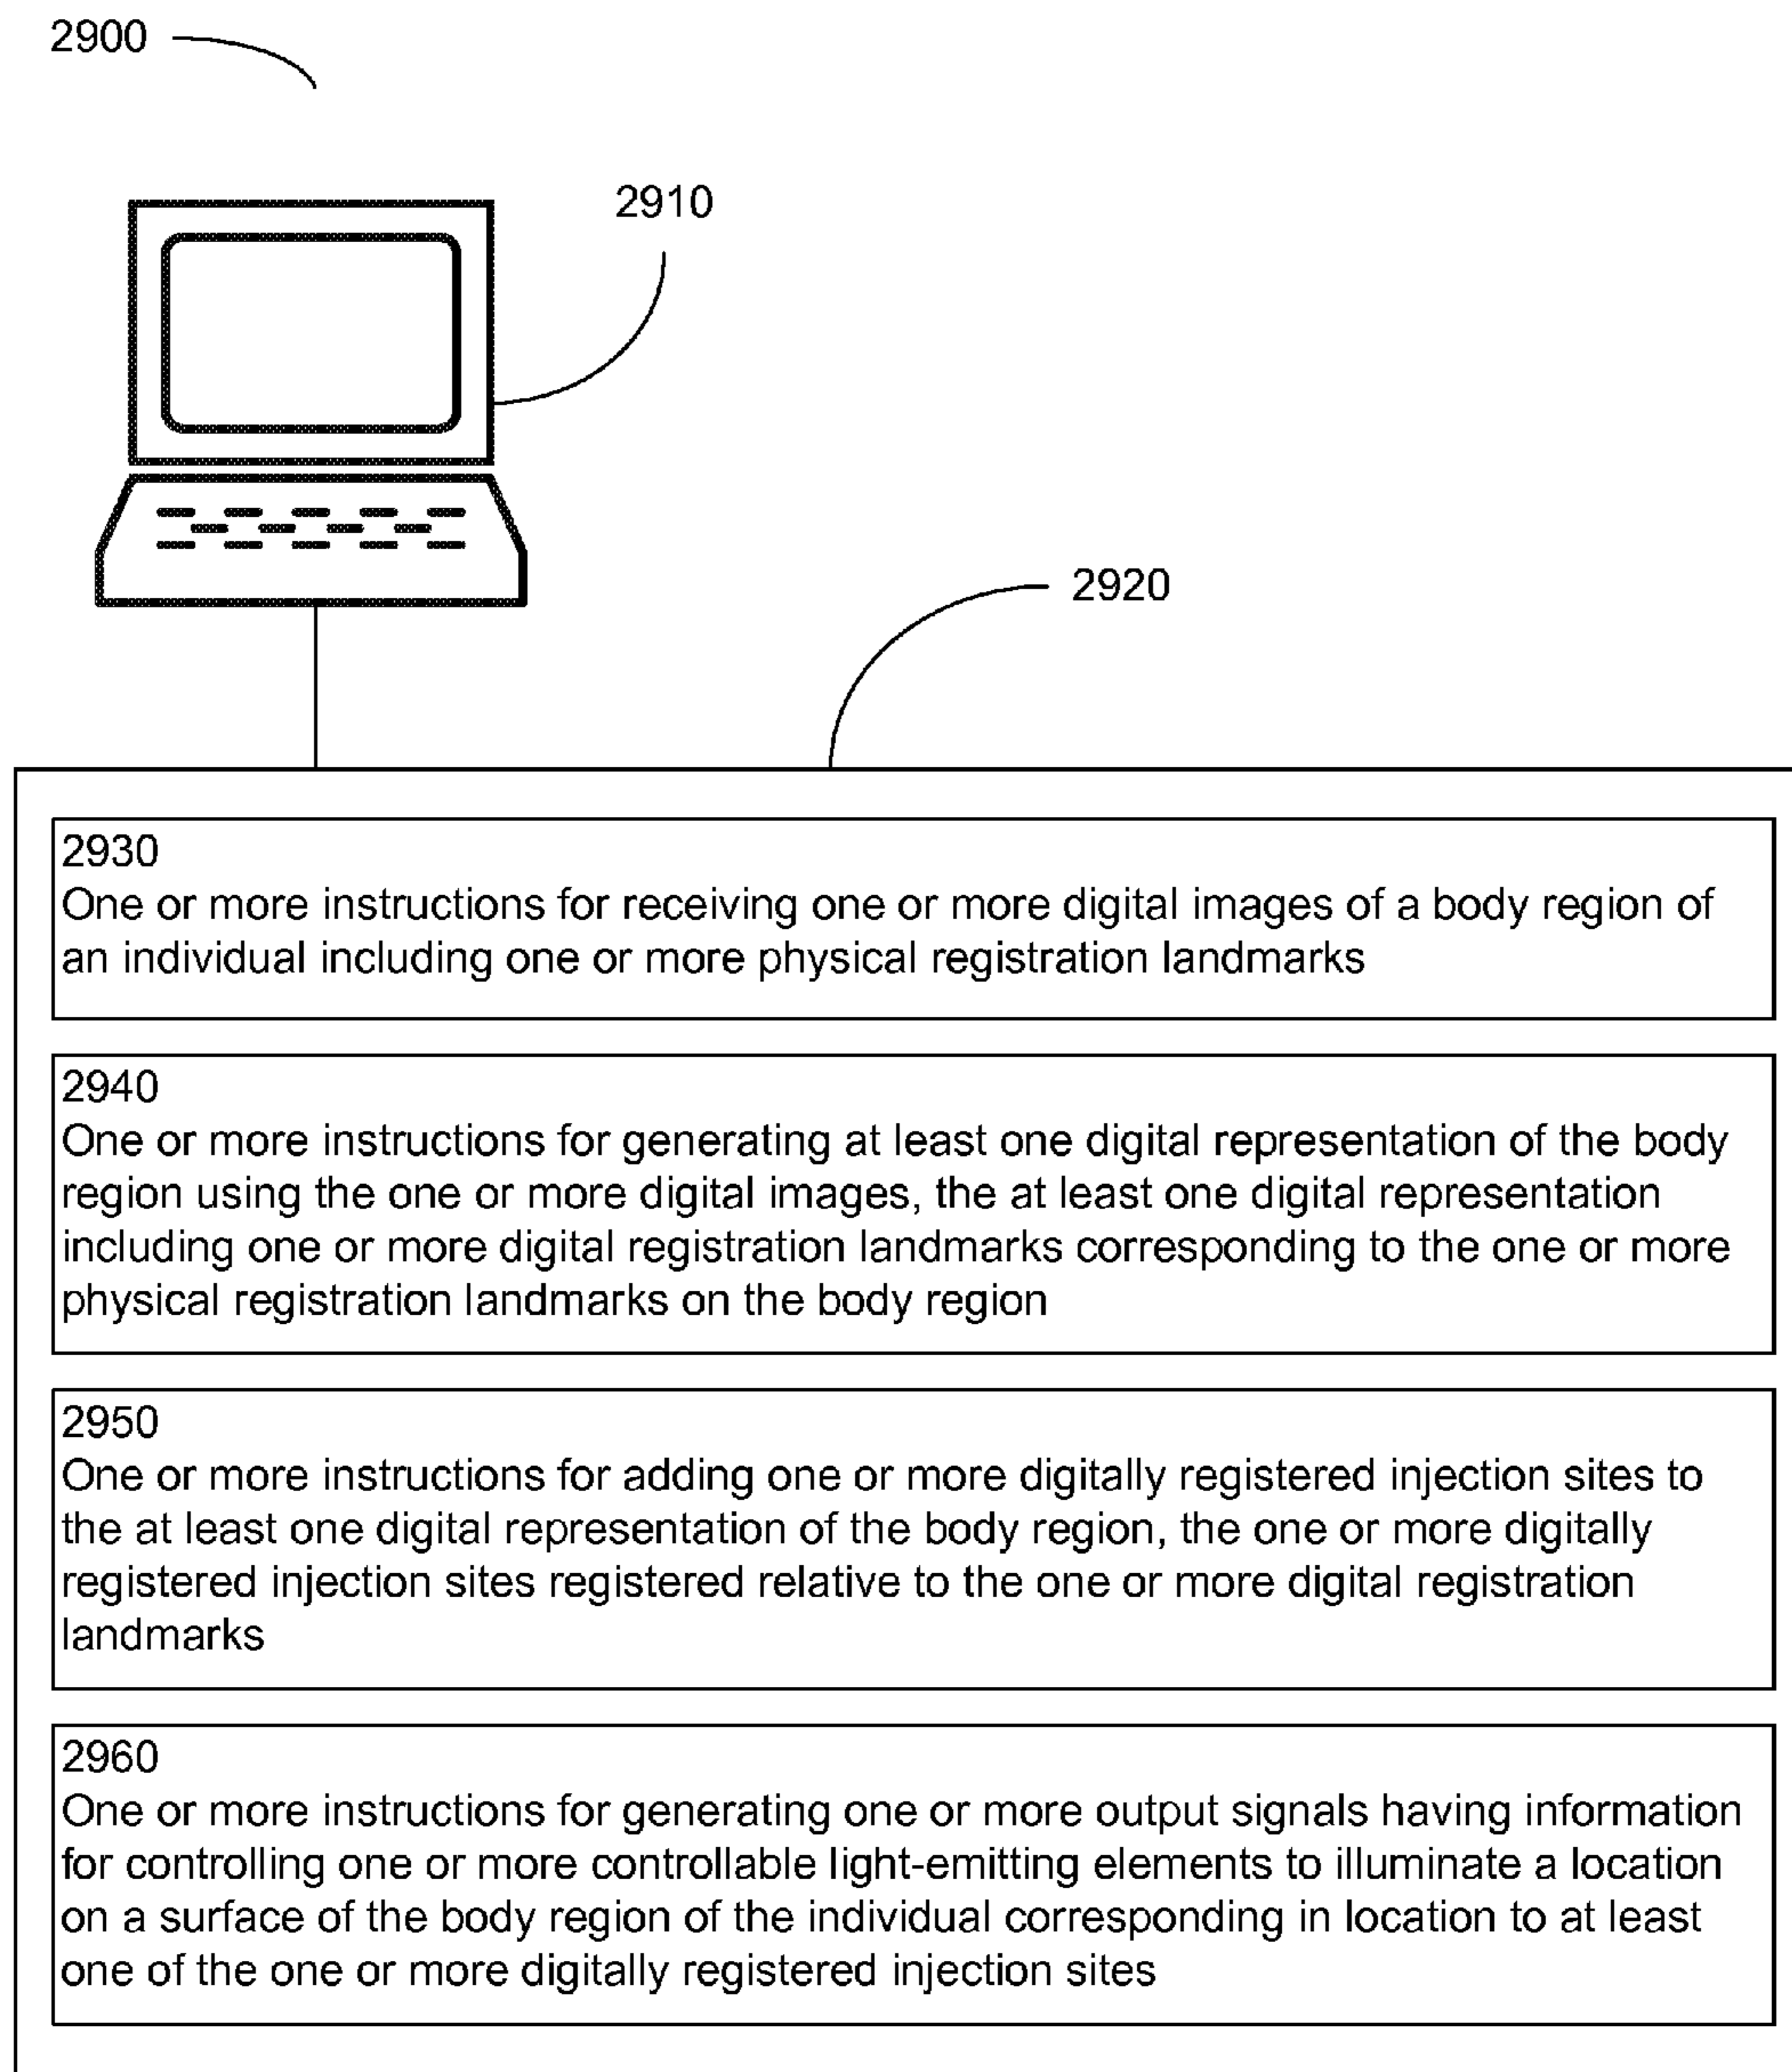 2900
2910
2920
2930
One or more instructions for receiving one or more digital images of a body region of
an individual including one or more physical registration landmarks
2940
One or more instructions for generating at least one digital representation of the body
region using the one or more digital images, the at least one digital representation
including one or more digital registration landmarks corresponding to the one or more
physical registration landmarks on the body region
2950
One or more instructions for adding one or more digitally registered injection sites to
the at least one digital representation of the body region, the one or more digitally
registered injection sites registered relative to the one or more digital registration
landmarks
2960
One or more instructions for generating one or more output signals having information
for controlling one or more controllable light-emitting elements to illuminate a location
on a surface of the body region of the individual corresponding in location to at least
one of the one or more digitally registered injection sites